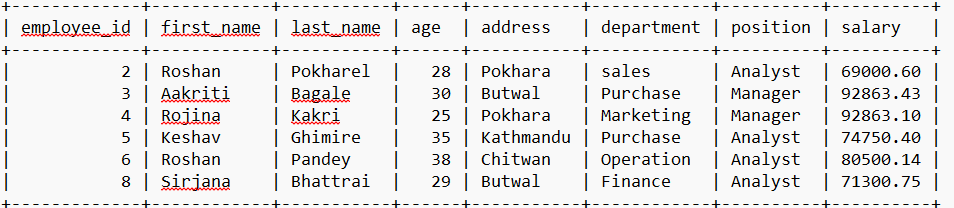 +-------------+------------+-----------+------+-----------+------------+----------+----------+
| employee_id | first_name | last_name | age  | address   | department | position | salary   |
+-------------+------------+-----------+------+-----------+------------+----------+----------+
|           2 | Roshan     | Pokharel  |   28 | Pokhara   | sales      | Analyst  | 69000.60 |
|           3 | Aakriti    | Bagale    |   30 | Butwal    | Purchase   | Manager  | 92863.43 |
|           4 | Rojina     | Kakri     |   25 | Pokhara   | Marketing  | Manager  | 92863.10 |
|           5 | Keshav     | Ghimire   |   35 | Kathmandu | Purchase   | Analyst  | 74750.40 |
|           6 | Roshan     | Pandey    |   38 | Chitwan   | Operation  | Analyst  | 80500.14 |
|           8 | Sirjana    | Bhattrai  |   29 | Butwal    | Finance    | Analyst  | 71300.75 |
+-------------+------------+-----------+------+-----------+------------+----------+----------+